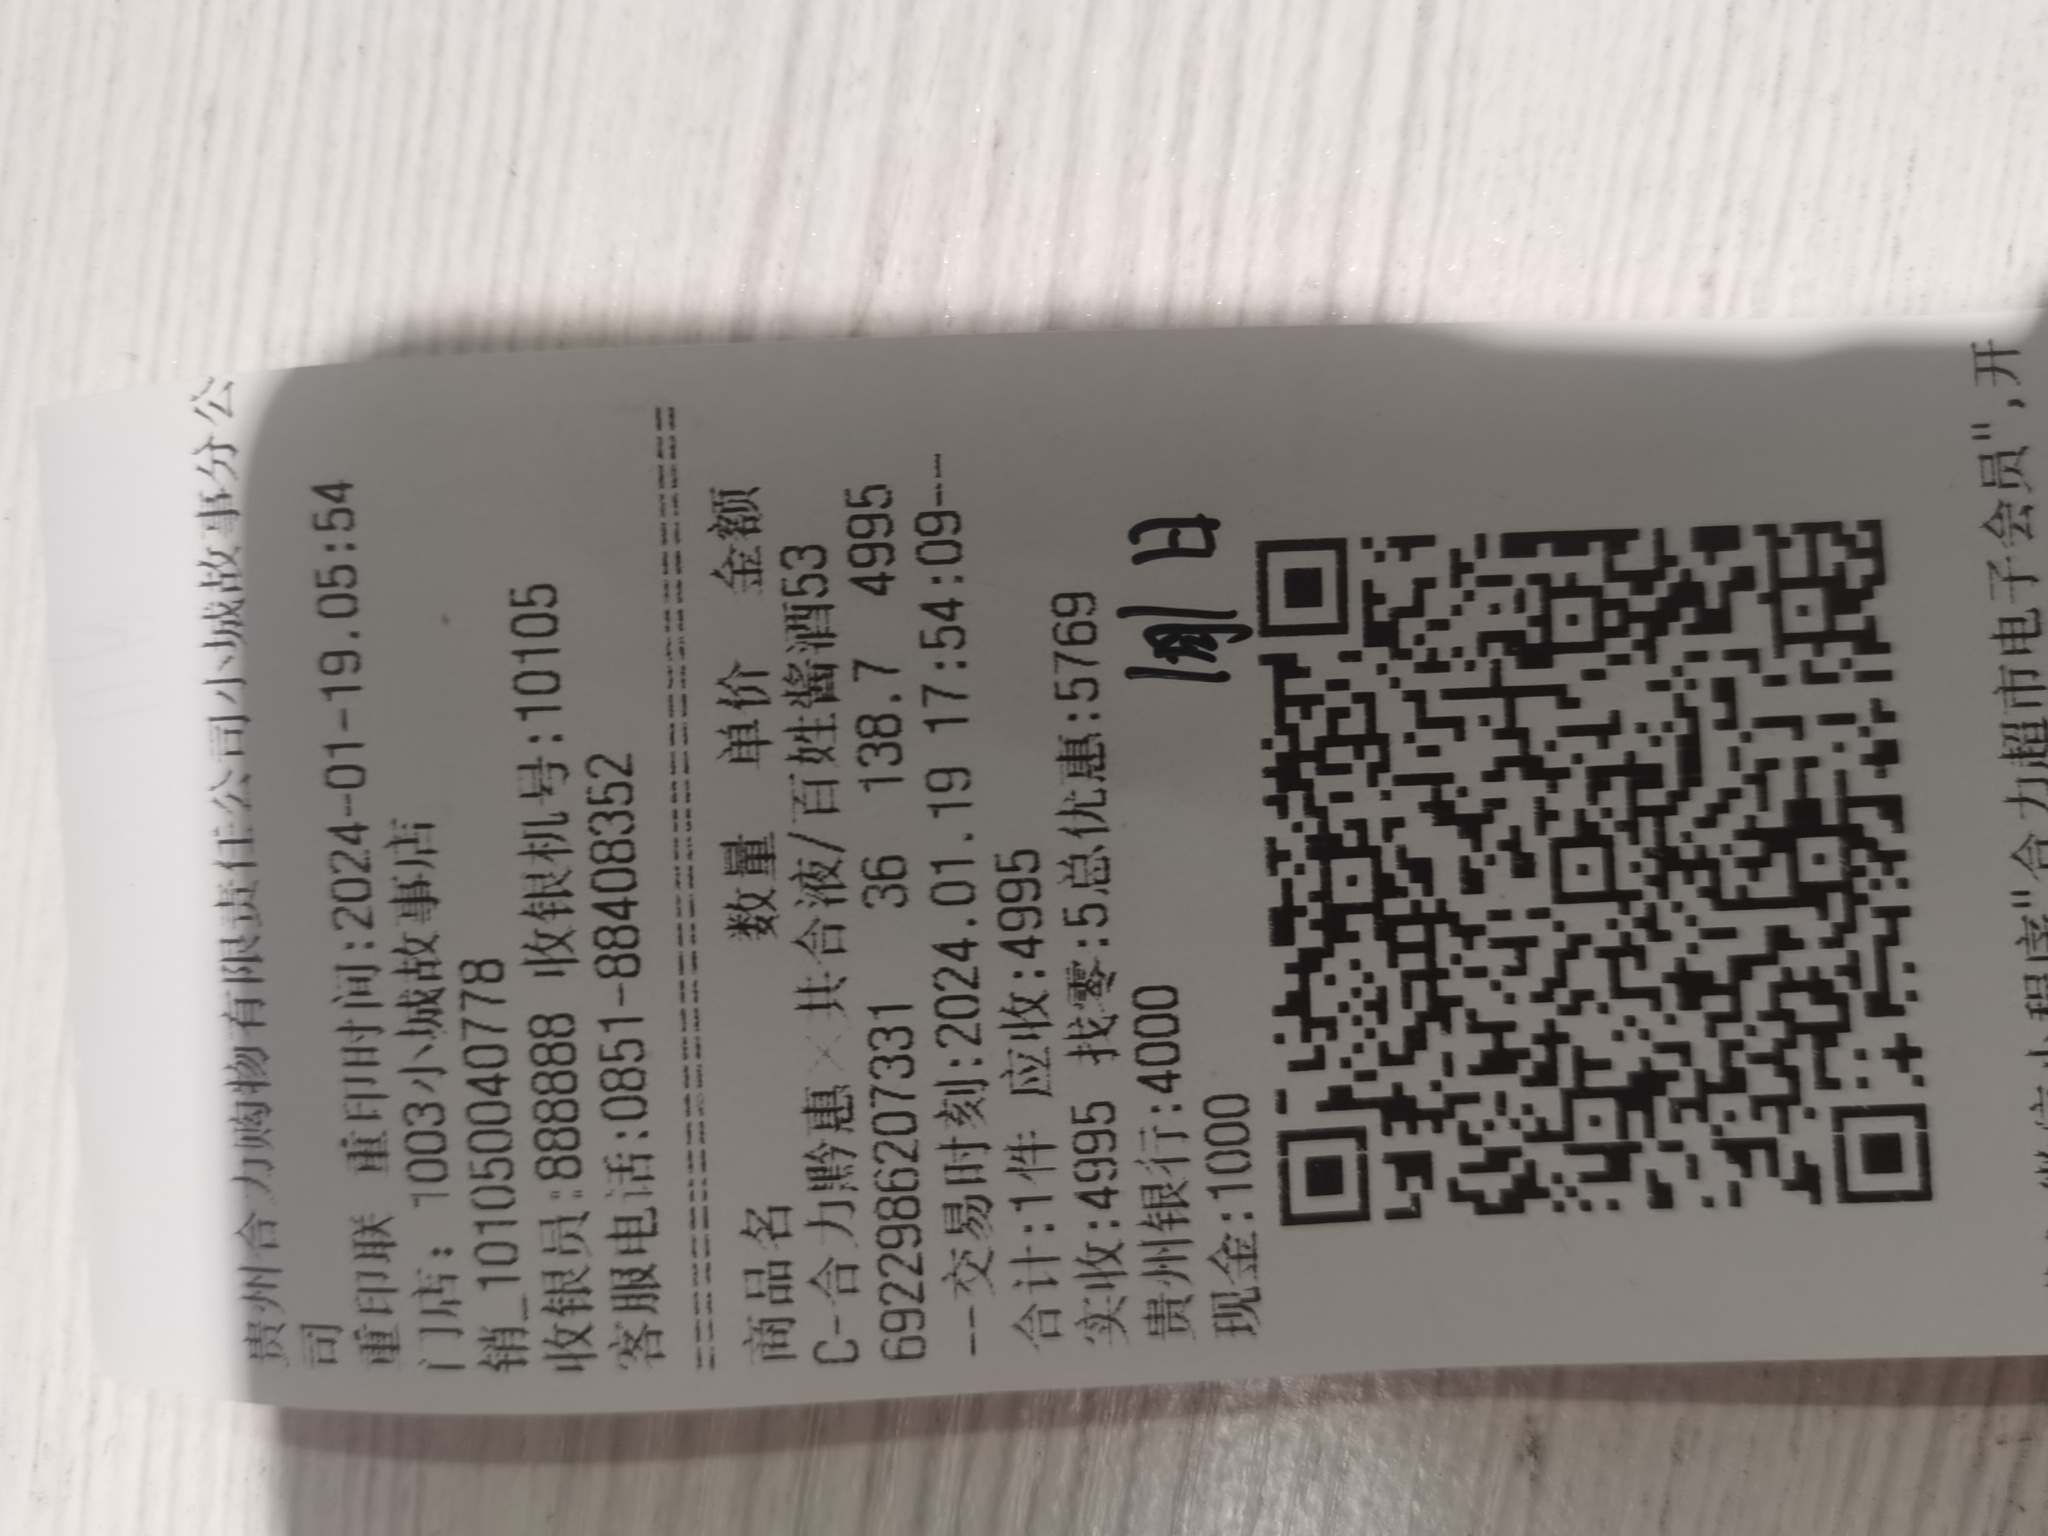 贵州合力购物有限责任公司小城故事分公
司
重印联 重印时间:2024-01-19.05:54
门店: 1003小城故事店
销_101050040778
收银员:888888 收银机号:10105
客服电话:0851-88408352
商品名 数量 单价 金额
C-合力黔惠×共合液/百姓酱酒53
6922986207331 36 138.7 4995
--交易时刻:2024.01.19 17:54:09---
合计:1件 应收:4995
实收:4995 找零:5总优惠:5769
贵州银行:4000
现金:1000
日
小程序"合力超市电子会员",开